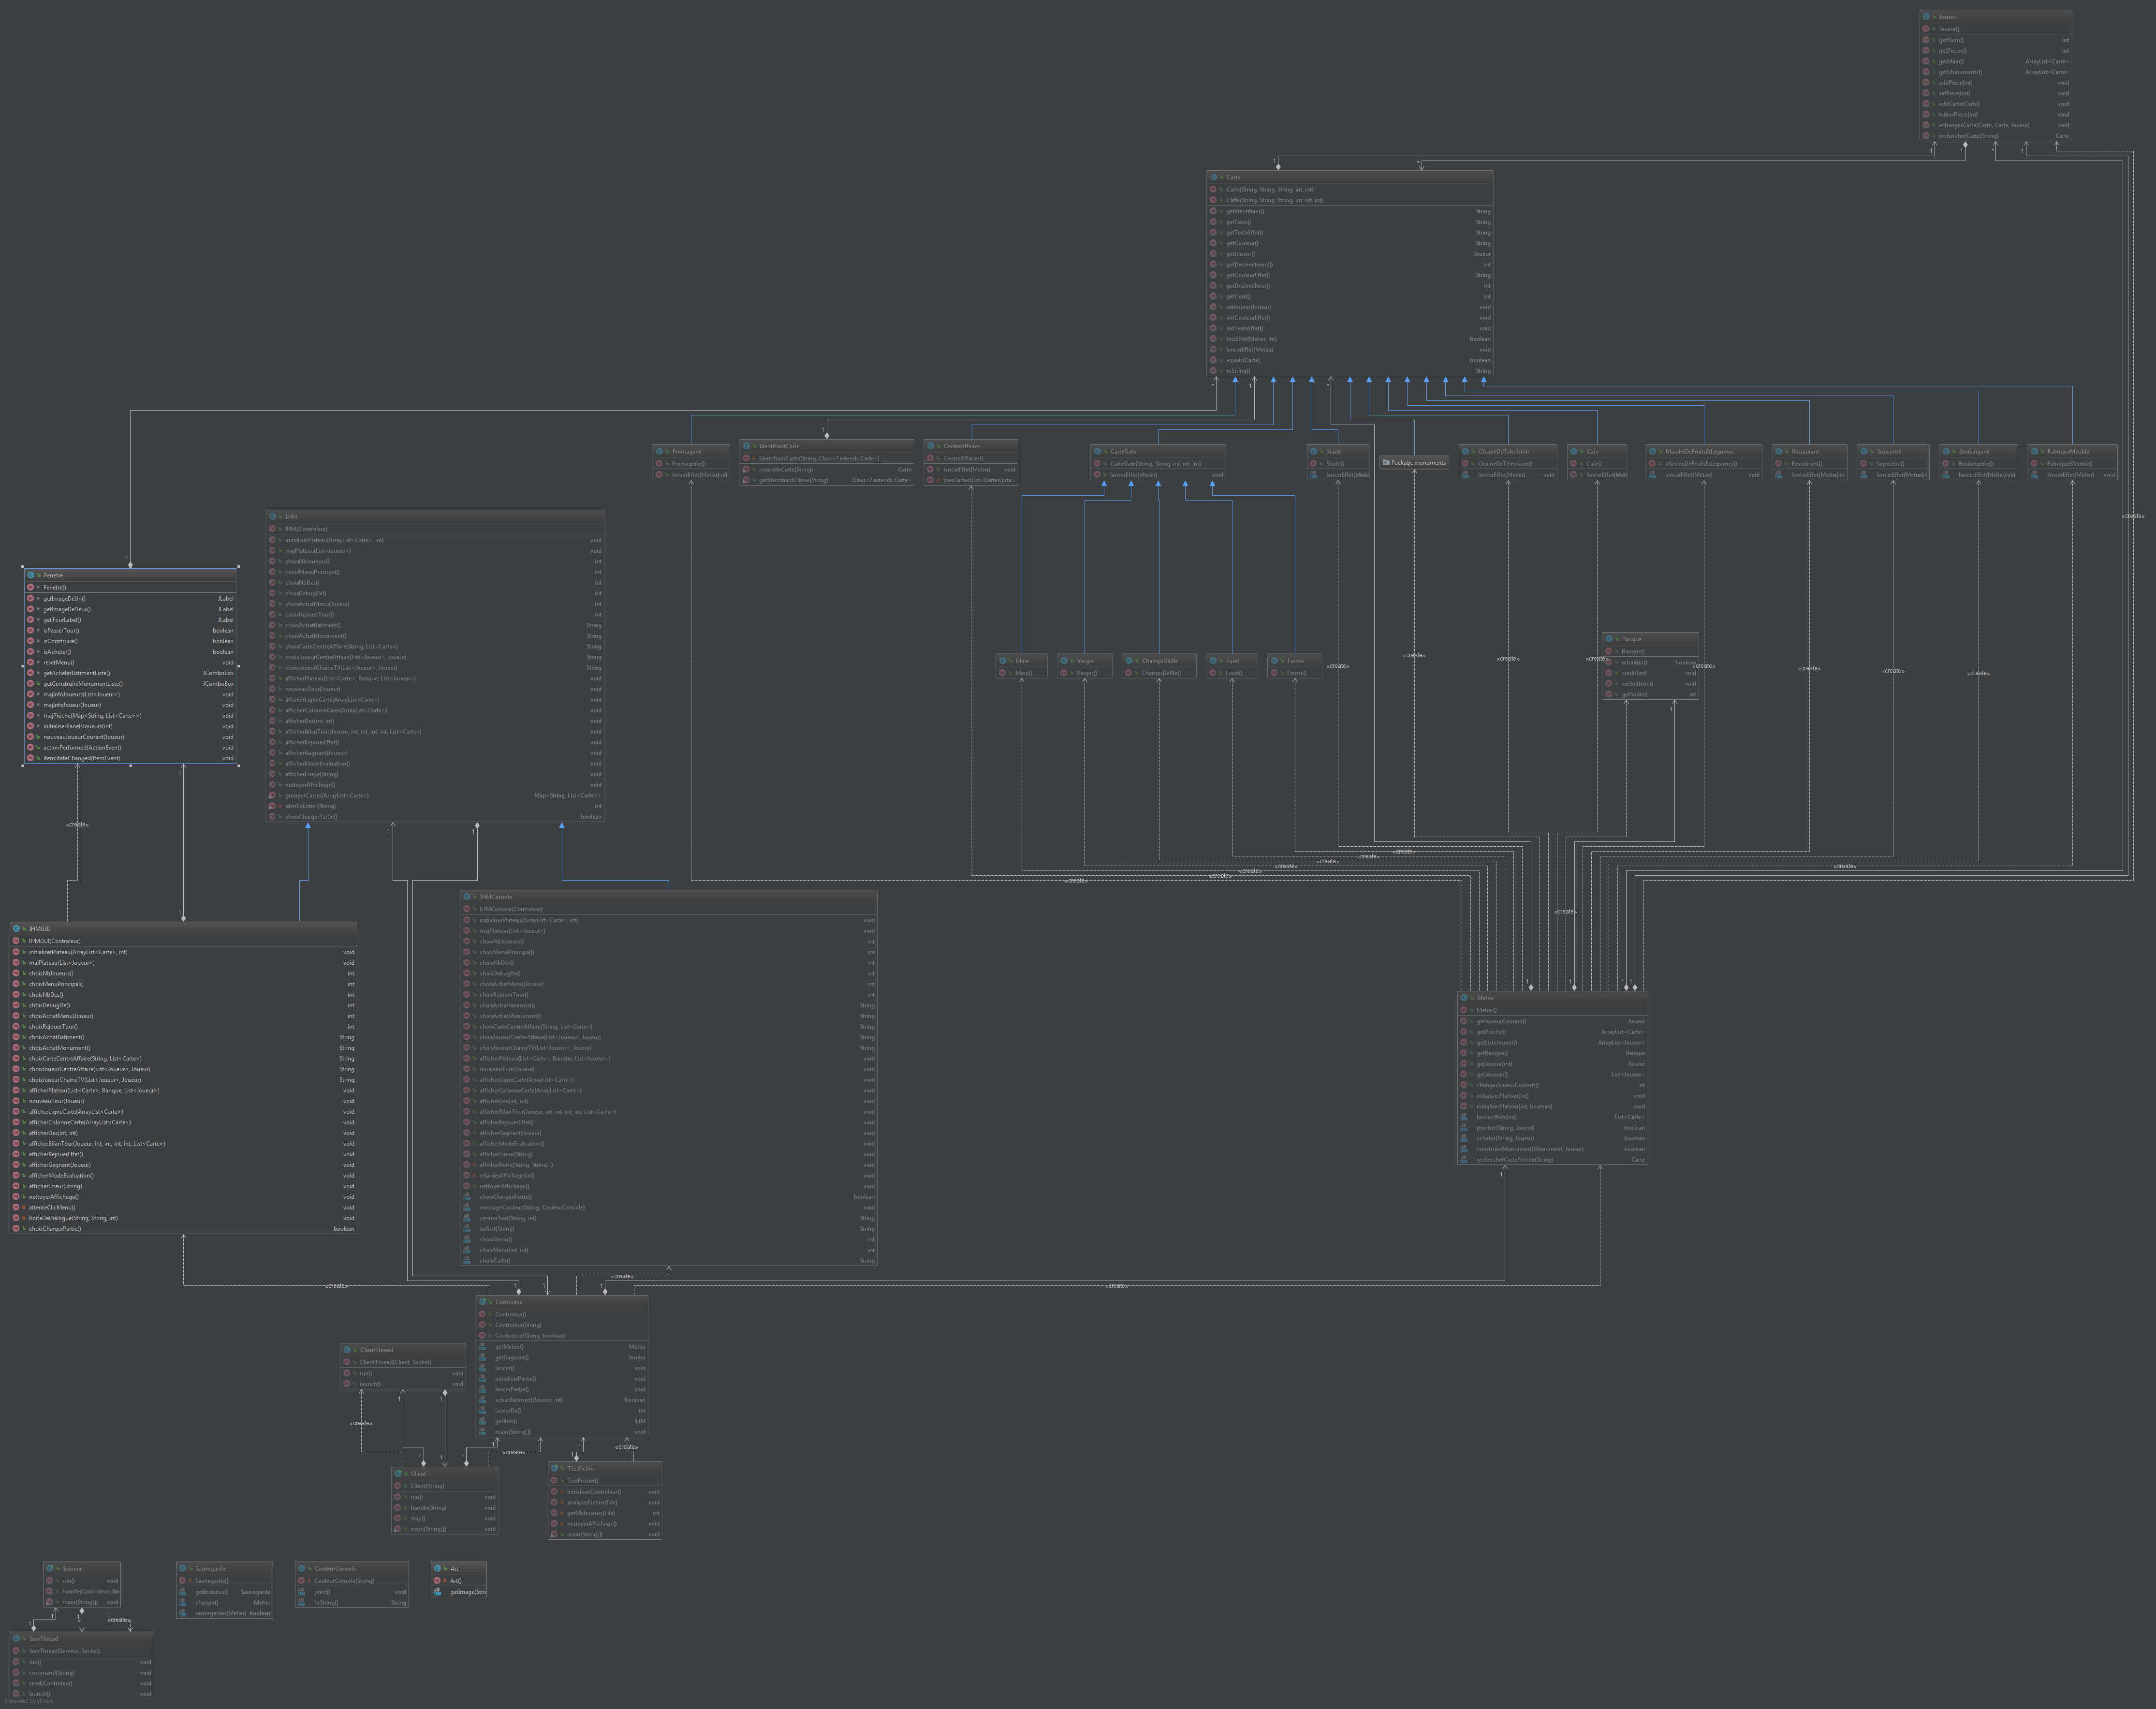 Joueur
Joueur()
getNum() int
getPieces() int
getMain() ArrayList<Carte>
getMonuments() ArrayList<Carte>
addPiece(int) void
setPiece(int) void
addCarte(Carte) void
retirerPiece(int) void
echangerCarte(Carte, Carte, Joueur) void
rechercherCarte(String) Carte
Carte
Carte(String, String, String, int, int)
Carte(String, String, String, int, int, int)
getIdentifiant() String
getNom() String
getTexteEffet() String
getCouleur() String
getJoueur() Joueur
getCouleurEffet() String
getDeclencheur() int
getCout() int
setJoueur(Joueur) void
initCouleurEffet() void
initTexteEffet() void
testEffet(Metier, int) boolean
lancerEffet(Metier) void
equals(Carte) boolean
toString() String
Fromagerie
Fromagerie()
lancerEffet(Metier)
IdentifiantCarte
IdentifiantCarte(String, Class<? extends Carte>)
nouvelleCarte(String) Carte
getIdentifiantClasse(String) Class<? extends Carte>
CentreAffaires
CentreAffaires()
lancerEffet(Metier) void
CarteGain
CarteGain(String, String, int, int, int)
lancerEffet(Metier) void
Stade
Stade()
Package monuments
ChaineDeTelevision
ChaineDeTelevision()
lancerEffet(Metier) void
Cafe
Cafe()
MarcheDeFruitsEtLegumes
MarcheDeFruitsEtLegumes()
lancerEffet(Metier) void
Restaurant
Restaurant()
lancerEffet(Metier)
Superette
Superette()
lancerEffet(Metier)
Boulangerie
Boulangerie()
lancerEffet(Metier) void
FabriqueMeuble
FabriqueMeuble()
lancerEffet(Metier) void
Mine
Mine()
Verger
Verger()
ChampsDeBle
ChampsDeBle()
Foret
Foret()
Ferme
Ferme()
Banque
Banque()
retrait(int) boolean
credit(int) void
setSolde(int) void
getSolde() int
IHM
IHM(Controleur)
initialiserPlateau(ArrayList<Carte>, int) void
majPlateau(List<Joueur>) void
choixNbJoueurs() int
choixMenuPrincipal() int
choixNbDes() int
choixDebugDe() int
choixAchatMenu(Joueur) int
choixRejouerTour() int
choixAchatBatiment() String
choixAchatMonument() String
choixCarteCentreAffaire(String, List<Carte>) String
choixJoueurCentreAffaire(List<Joueur>, Joueur) String
choixJoueurChaineTV(List<Joueur>, Joueur) String
afficherPlateau(List<Carte>, Banque, List<Joueur>) void
nouveauTour(Joueur) void
afficherLigneCarte(ArrayList<Carte>) void
afficherColonneCarte(ArrayList<Carte>) void
afficherDes(int, int) void
afficherBilanTour(Joueur, int, int, int, int, List<Carte>) void
afficherRejouerEffet() void
afficherGagnant(Joueur) void
afficherModeEvaluation() void
afficherErreur(String) void
nettoyerAffichage() void
grouperCartes(ArrayList<Carte>) Map<String, List<Carte>>
idenEnEntier(String) int
choixChargerPartie() boolean
Fenetre
Fenetre()
getImageDeUn() JLabel
getImageDeDeux() JLabel
getTourLabel() JLabel
isPasserTour() boolean
isConstruire() boolean
isAcheter() boolean
resetMenu() void
getAcheterBatimentListe() JComboBox
getConstruireMonumentListe() JComboBox
majInfoJoueurs(List<Joueur>) void
majInfoJoueur(Joueur) void
majPioche(Map<String, List<Carte>>) void
initialiserPanelsJoueurs(int) void
nouveauJoueurCourant(Joueur) void
actionPerformed(ActionEvent) void
itemStateChanged(ItemEvent) void
IHMGUI
IHMGUI(Controleur)
initialiserPlateau(ArrayList<Carte>, int) void
majPlateau(List<Joueur>) void
choixNbJoueurs() int
choixMenuPrincipal() int
choixNbDes() int
choixDebugDe() int
choixAchatMenu(Joueur) int
choixRejouerTour() int
choixAchatBatiment() String
choixAchatMonument() String
choixCarteCentreAffaire(String, List<Carte>) String
choixJoueurCentreAffaire(List<Joueur>, Joueur) String
choixJoueurChaineTV(List<Joueur>, Joueur) String
afficherPlateau(List<Carte>, Banque, List<Joueur>) void
nouveauTour(Joueur) void
afficherLigneCarte(ArrayList<Carte>) void
afficherColonneCarte(ArrayList<Carte>) void
afficherDes(int, int) void
afficherBilanTour(Joueur, int, int, int, int, List<Carte>) void
afficherRejouerEffet() void
afficherGagnant(Joueur) void
afficherModeEvaluation() void
afficherErreur(String) void
nettoyerAffichage() void
attenteClicMenu() void
boiteDeDialogue(String, String, int) void
choixChargerPartie() boolean
IHMConsole
IHMConsole(Controleur)
initialiserPlateau(ArrayList<Carte>, int) void
majPlateau(List<Joueur>) void
choixNbJoueurs() int
choixMenuPrincipal() int
choixNbDes() int
choixDebugDe() int
choixAchatMenu(Joueur) int
choixRejouerTour() int
choixAchatBatiment() String
choixAchatMonument() String
choixCarteCentreAffaire(String, List<Carte>) String
choixJoueurCentreAffaire(List<Joueur>, Joueur) String
choixJoueurChaineTV(List<Joueur>, Joueur) String
afficherPlateau(List<Carte>, Banque, List<Joueur>) void
nouveauTour(Joueur) void
afficherLigneCarte(ArrayList<Carte>) void
afficherColonneCarte(ArrayList<Carte>) void
afficherDes(int, int) void
afficherBilanTour(Joueur, int, int, int, int, List<Carte>) void
afficherRejouerEffet() void
afficherGagnant(Joueur) void
afficherModeEvaluation() void
afficherErreur(String) void
afficherBoite(String, String...) void
retarderAffichage(int) void
nettoyerAffichage() void
choixChargerPartie() boolean
messageCouleur(String, CouleurConsole) void
centrerText(String, int) String
ucfirst(String) String
choixMenu() int
choixMenu(int, int) int
choixCarte() String
Metier
Metier()
getJoueurCourant() Joueur
getPioche() ArrayList<Carte>
getListeJoueur() ArrayList<Joueur>
getBanque() Banque
getJoueur(int) Joueur
getJoueurs() List<Joueur>
changerJoueurCourant() int
initialiserPlateau(int) void
initialiserPlateau(int, boolean) void
lancerEffets(int) List<Carte>
piocher(String, Joueur) boolean
acheter(String, Joueur) boolean
construireMonument(Monument, Joueur) boolean
rechercherCartePioche(String) Carte
Controleur
Controleur()
Controleur(String)
Controleur(String, boolean)
getMetier() Metier
getGagnant() Joueur
lancer() void
initialiserPartie() void
lancerPartie() void
achatBatiment(Joueur, int) boolean
lancerDe() int
getIhm() IHM
main(String[]) void
ClientThread
ClientThread(Client, Socket)
run() void
launch() void
Client
Client(String)
run() void
handle(String) void
stop() void
main(String[]) void
TestFichier
TestFichier()
initialiserControleur() void
analyserFichier(File) void
getNbJoueurs(File) int
nettoyerAffichage() void
main(String[]) void
Serveur
run() void
main(String[]) void
Sauvegarde
Sauvegarde()
getInstance() Sauvegarde
charger() Metier
sauvegarder(Metier) boolean
CouleurConsole
CouleurConsole(String)
print() void
toString() String
Art
Art()
ServThread
ServThread(Serveur, Socket)
run() void
command(String) void
send(Controleur) void
launch() void
«create»